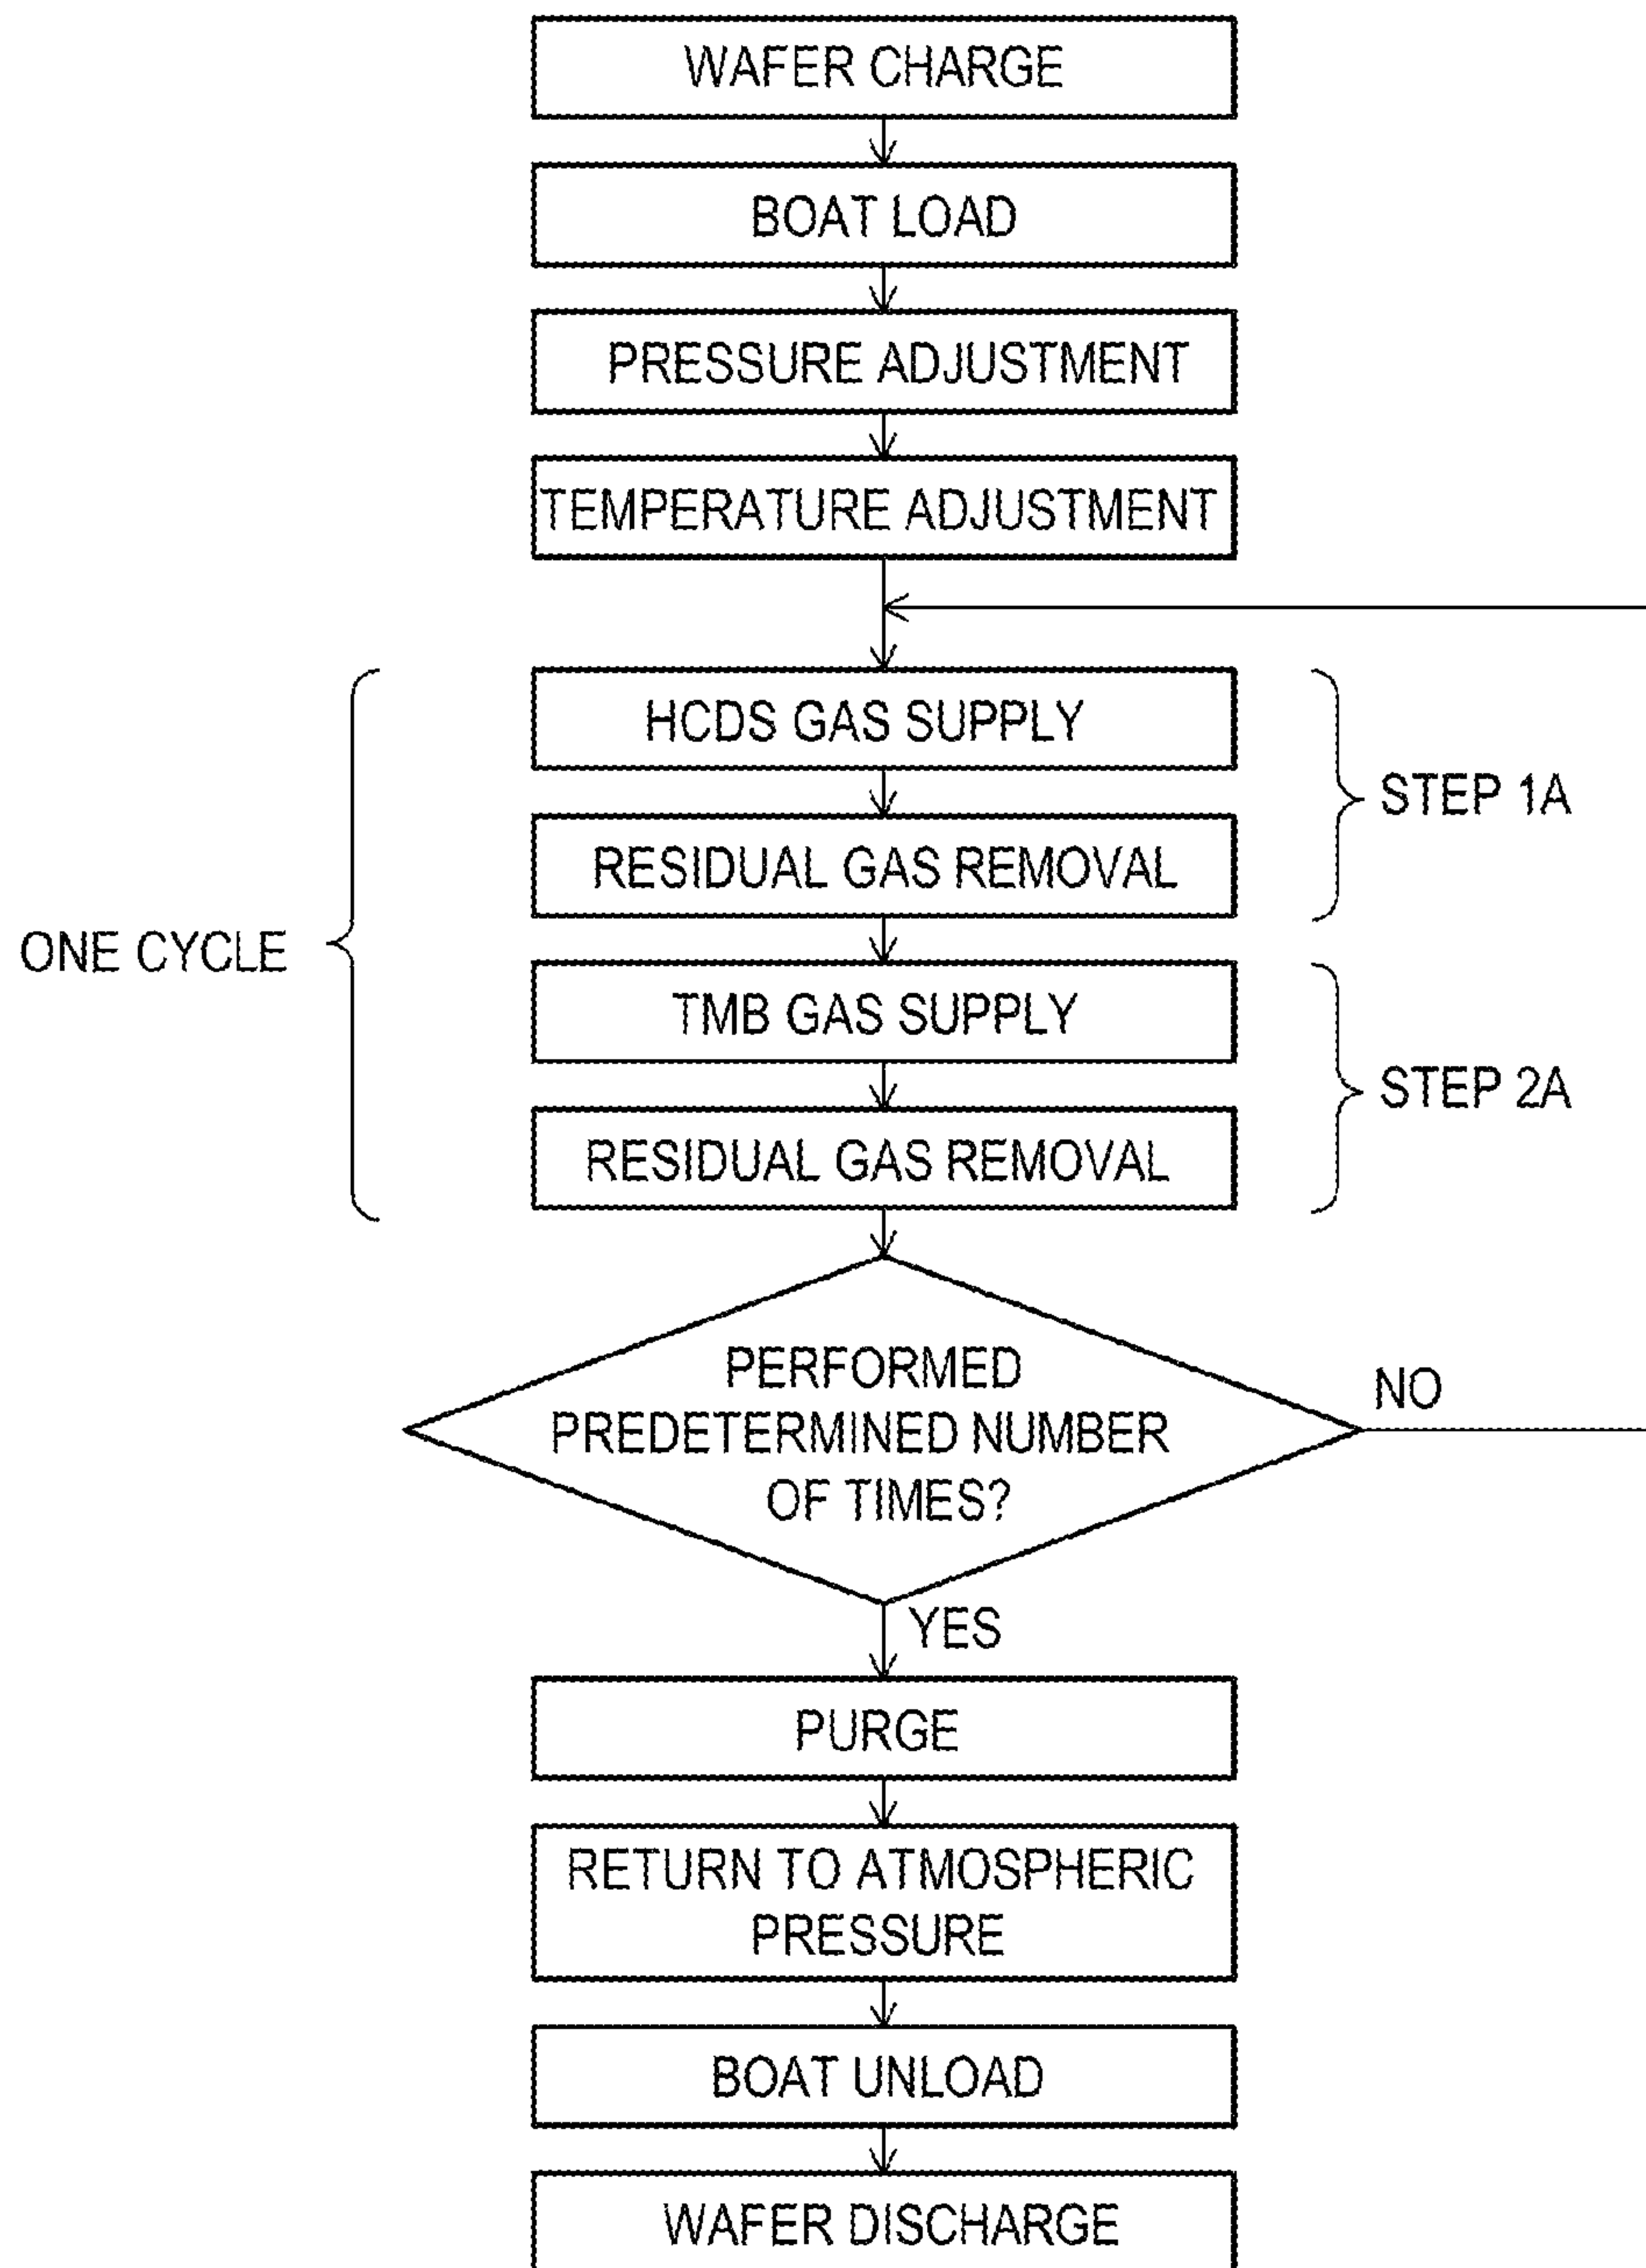 WAFER CHARGE
BOAT LOAD
PRESSURE ADJUSTMENT
TEMPERATURE ADJUSTMENT
HCDS GAS SUPPLY
STEP 1A
RESIDUAL GAS REMOVAL
ONE CYCLE
TMB GAS SUPPLY
STEP 2A
RESIDUAL GAS REMOVAL
PERFORMED
PREDETERMINED NUMBER
OF TIMES?
NO
YES
PURGE
RETURN TO ATMOSPHERIC
PRESSURE
BOAT UNLOAD
WAFER DISCHARGE